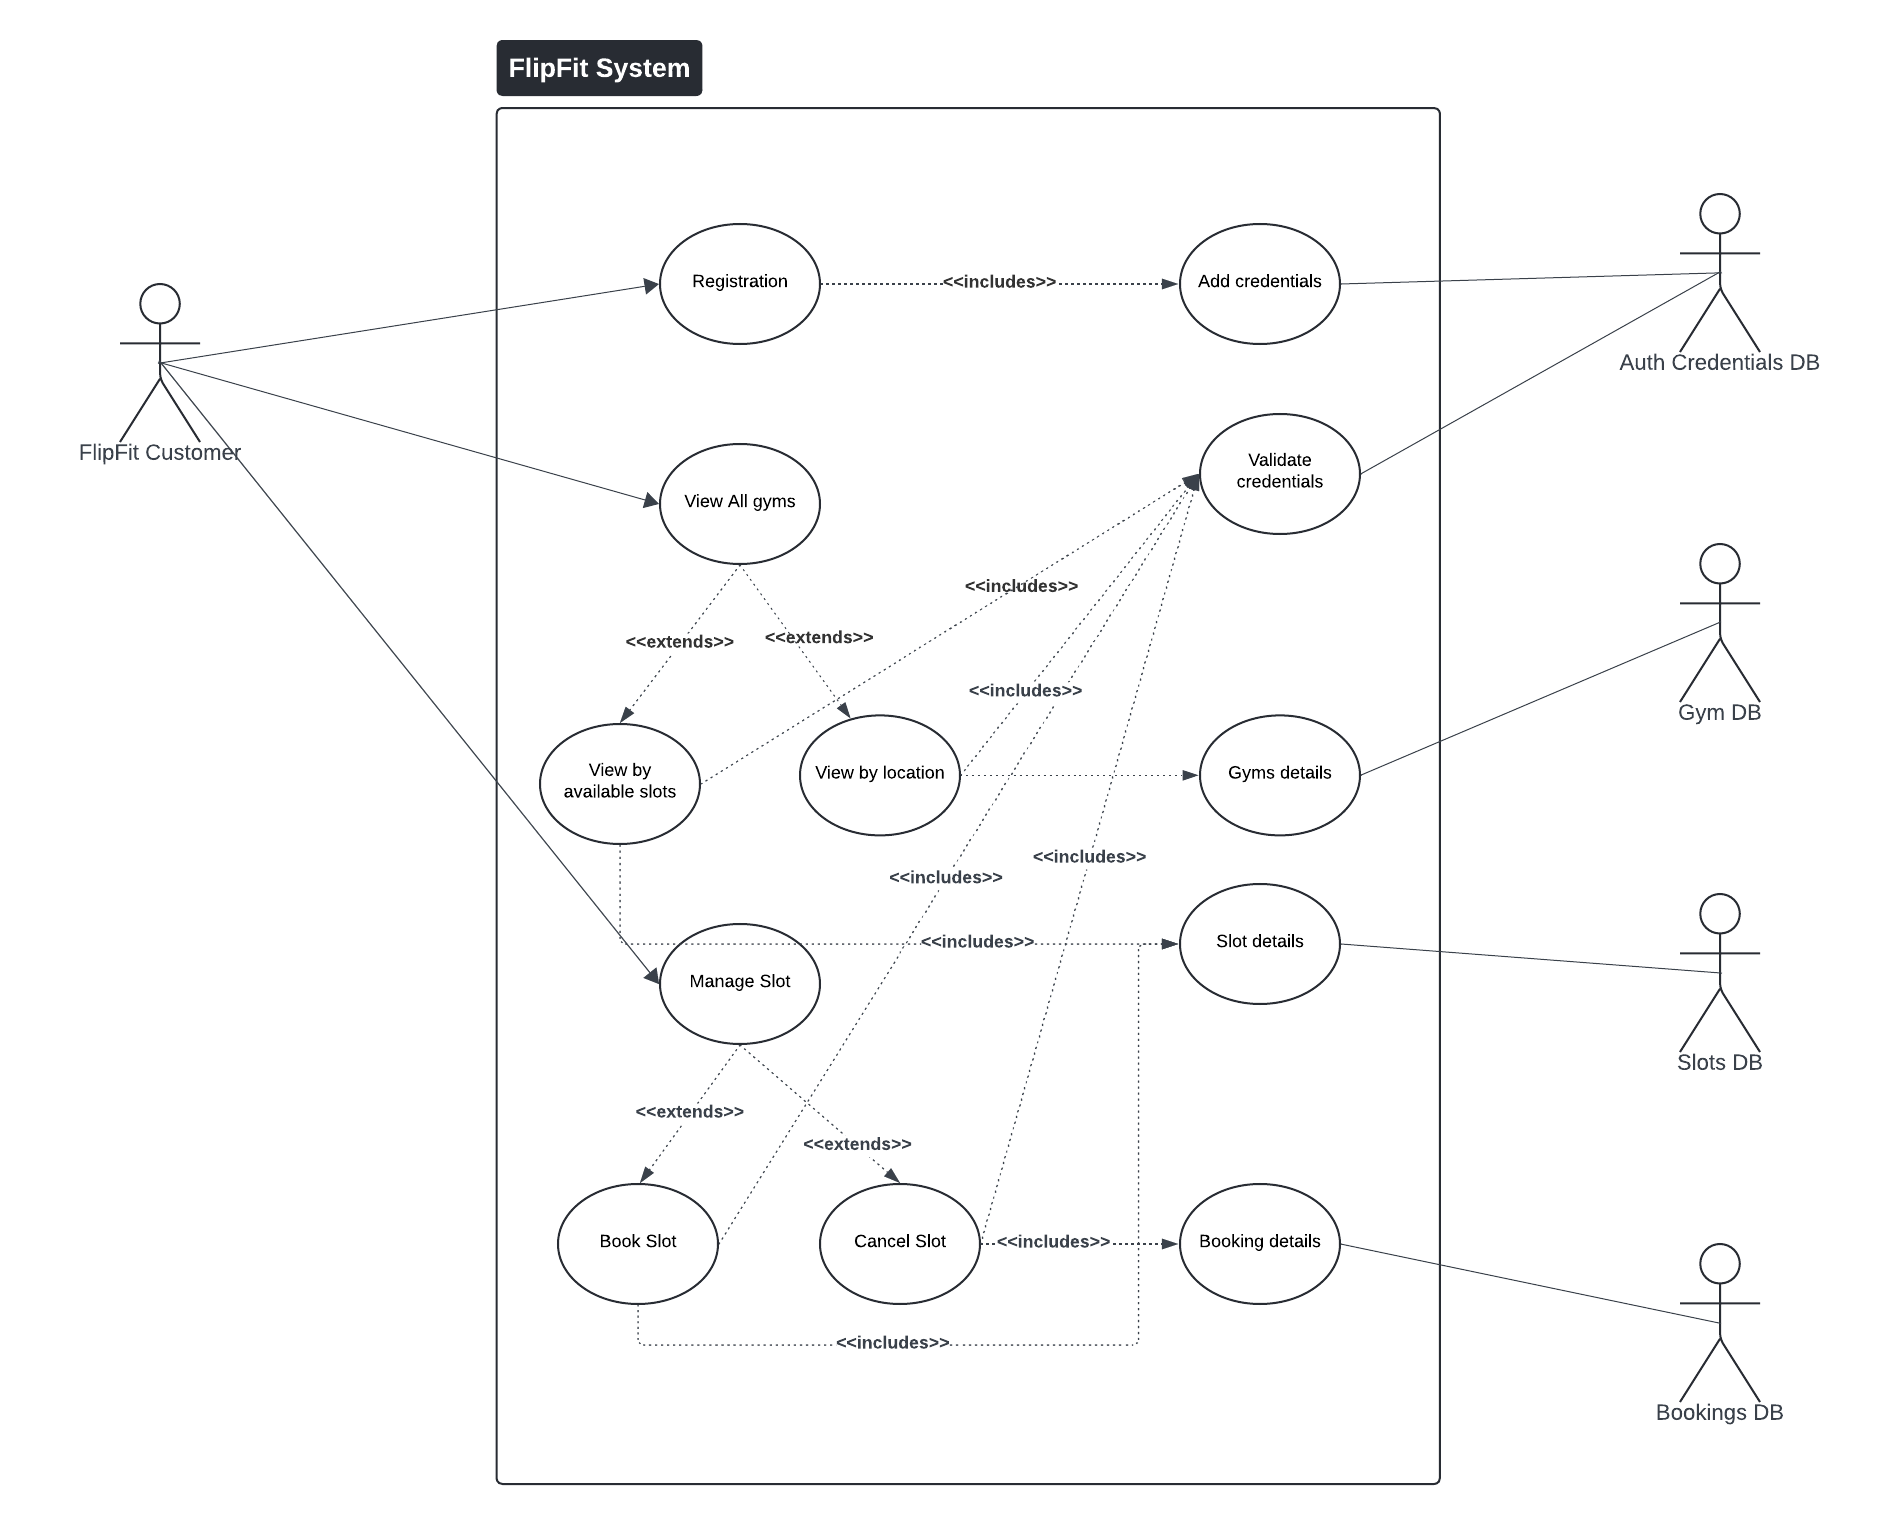 FlipFit System
Registration
<<includes>>
Add credentials
Auth Credentials DB
FlipFit Customer
View All gyms
Validate
credentials
<<includes>>
<<extends>>
<<extends>>
<<includes>>
Gym DB
View by
available slots
View by location
Gyms details
<<includes>>
<<includes>>
<<includes>>
Slot details
Manage Slot
Slots DB
<<extends>>
<<extends>>
Book Slot
Cancel Slot
<<includes>>
Booking details
<<includes>>
Bookings DB